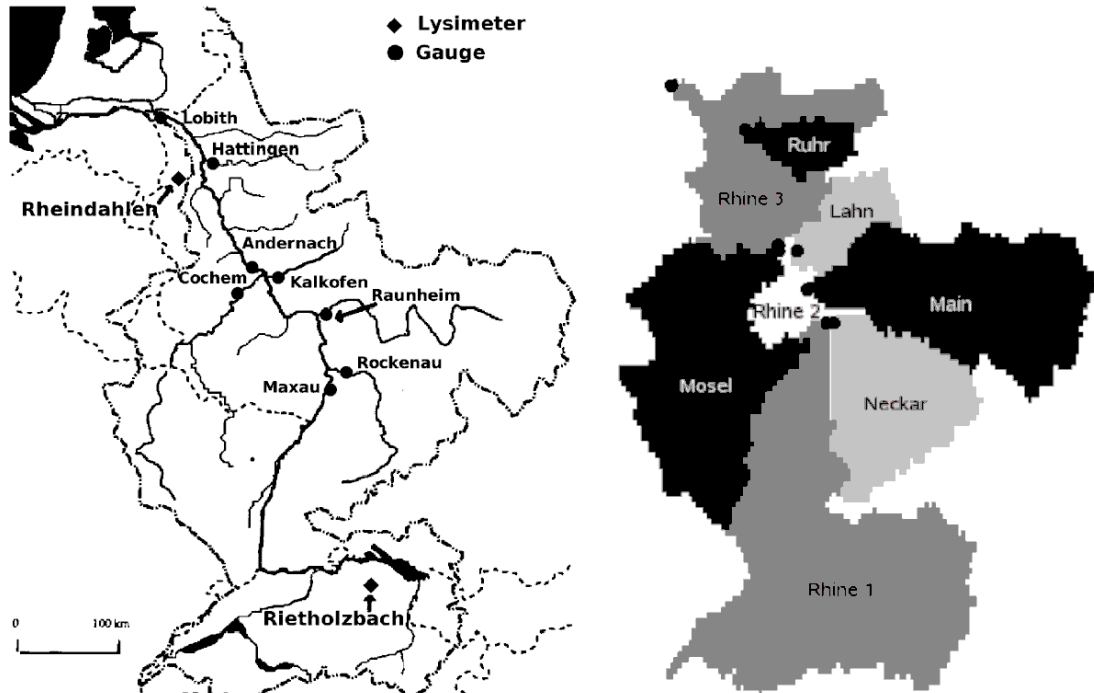 Lysimeter
Gauge
Lobith
Hattingen
Rheindahlen
Andernach
Cochem
Kalkofen
Raunheim
Rockenau
Maxau
0 100 km
Rietholzbach
Ruhr
Rhine 3
Lahn
Rhine 2
Main
Mosel
Neckar
Rhine 1